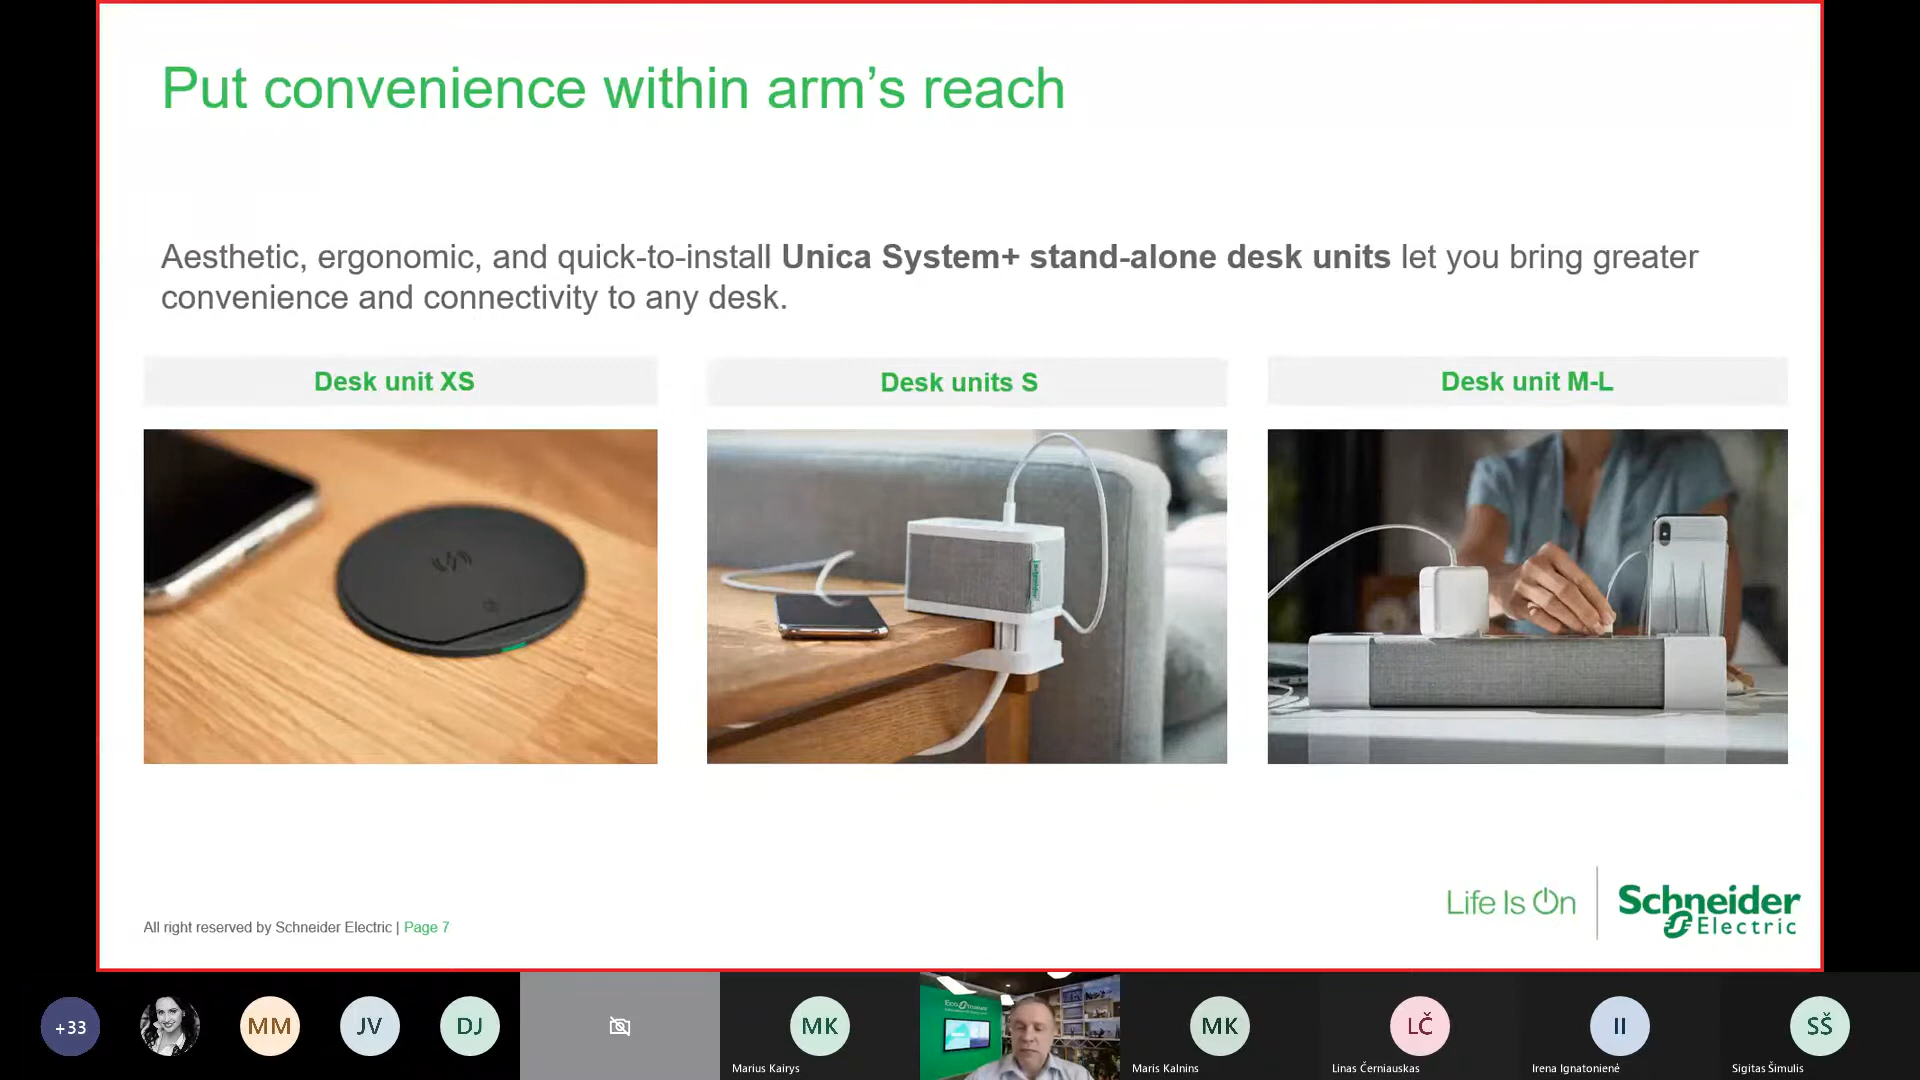 Put convenience within arm’s reach
Aesthetic, ergonomic, and quick-to-install Unica System+ stand-alone desk units let you bring greater
convenience and connectivity to any desk.
Desk unit XS
Desk units S
Desk unit M-L
All right reserved by Schneider Electric | Page 7
Life Is On
Schneider
Electric
+33
MM
JV
DJ
MK
Marius Kairys
MK
Maris Kalnins
LČ
Linas Černiauskas
II
Irena Ignatonienė
SŠ
Sigitas Šimulis